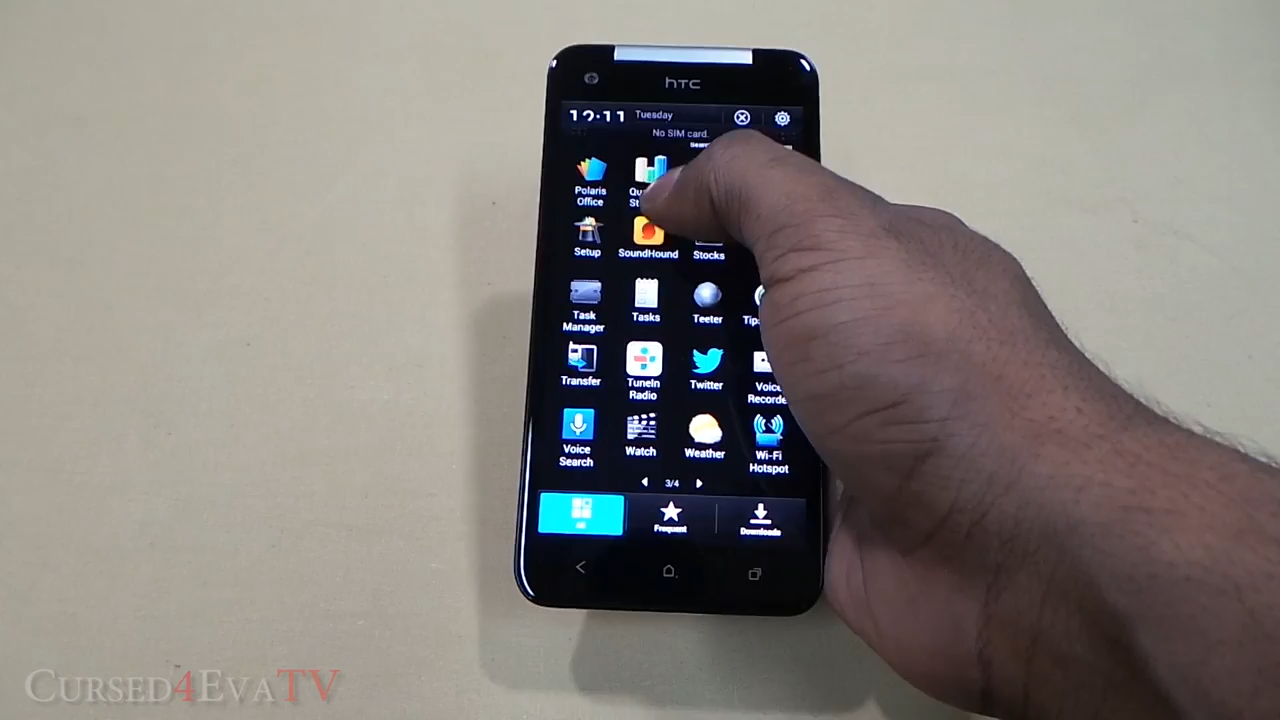 hTC
12:11 Tuesday
No SIM card.
Polaris
Office
Setup
SoundHound
Stocks
Task
Manager
Tasks
Teeter
Transfer
TuneIn
Radio
Twitter
Voice
Search
Watch
Weather
Wi-Fi
Hotspot
3/4
Frequent
Downloads
CURSED4EVATV